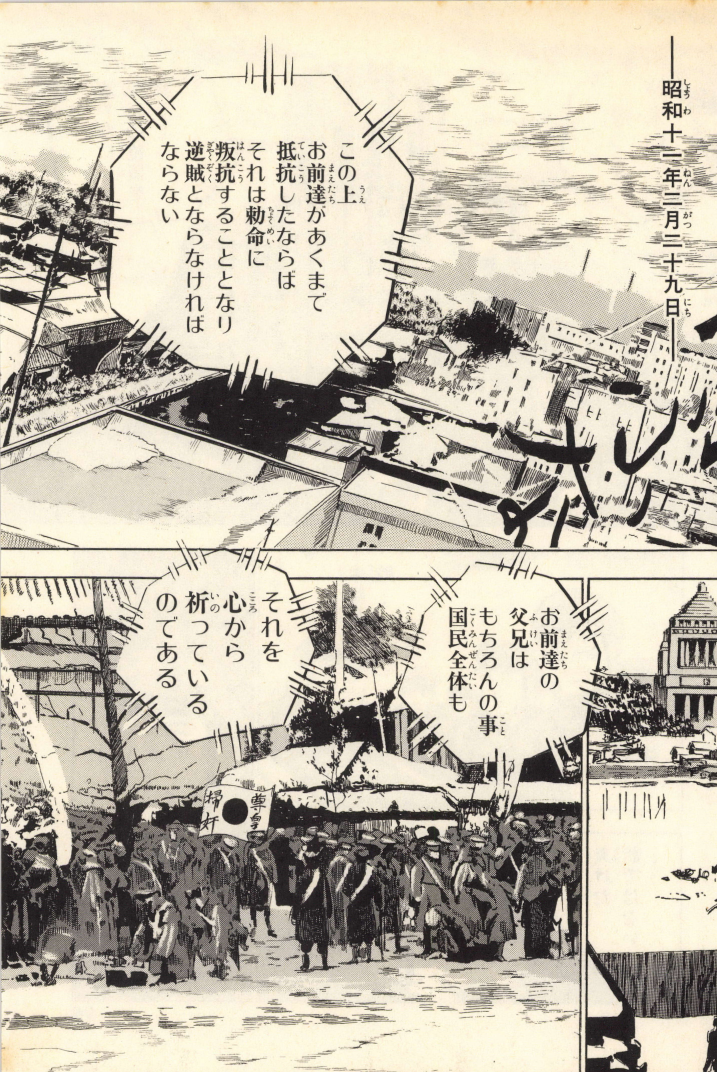 ――昭和十一年二月二十九日――
この上
お前達があくまで
抵抗したならば
それは勅命に
叛抗することとなり
逆賊とならなければ
ならない
お前達の
父兄は
もちろんの事
国民全体も
それを
心から
祈っている
のである
尊皇
掃奸